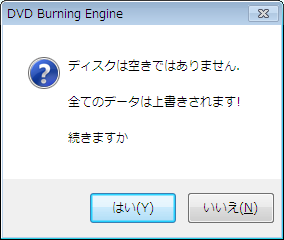 DVD Burning Engine
ディスクは空きではありません.
全てのデータは上書きされます!
続きますか
はい(Y)
いいえ(N)